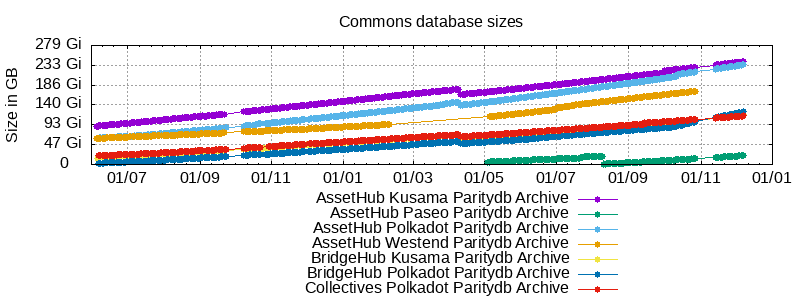 Commons database sizes
Size in GB
279 Gi
233 Gi
186 Gi
140 Gi
93 Gi
47 Gi
0
01/07 01/09 01/11 01/01 01/03 01/05 01/07 01/09 01/11 01/01
AssetHub Kusama Paritydb Archive
AssetHub Paseo Paritydb Archive
AssetHub Polkadot Paritydb Archive
AssetHub Westend Paritydb Archive
BridgeHub Kusama Paritydb Archive
BridgeHub Polkadot Paritydb Archive
Collectives Polkadot Paritydb Archive